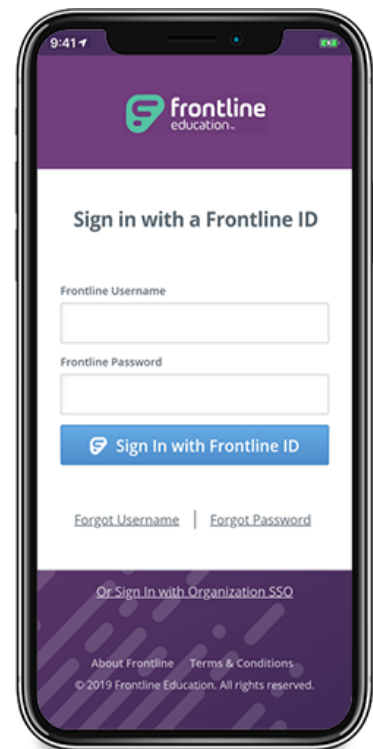 9:41
frontline
education™
Sign in with a Frontline ID
Frontline Username
Frontline Password
Sign In with Frontline ID
Forgot Username | Forgot Password
Or Sign In with Organization SSO
About Frontline Terms & Conditions
© 2019 Frontline Education. All rights reserved.